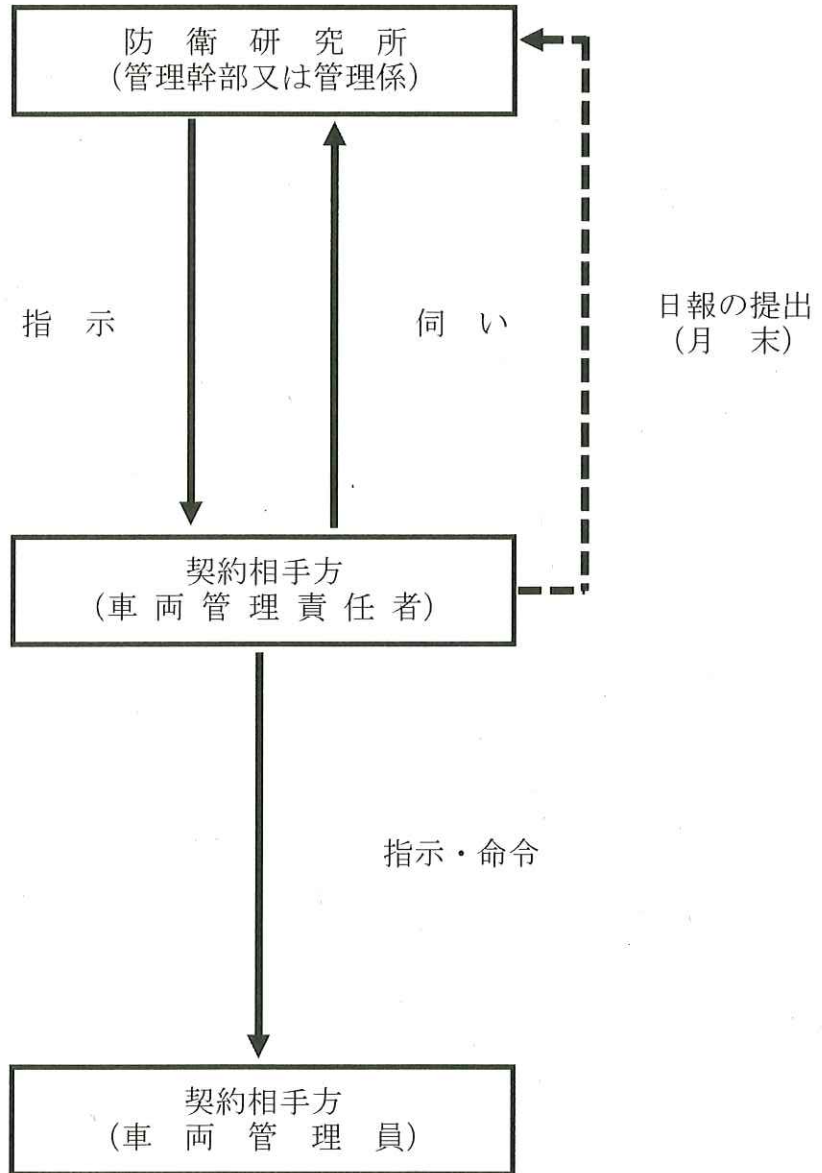 防 衛 研 究 所
(管理幹部又は管理係)
指 示
伺 い
日報の提出
(月 末)
契約相手方
(車 両 管 理 責 任 者)
指示・命令
契約相手方
(車 両 管 理 員)